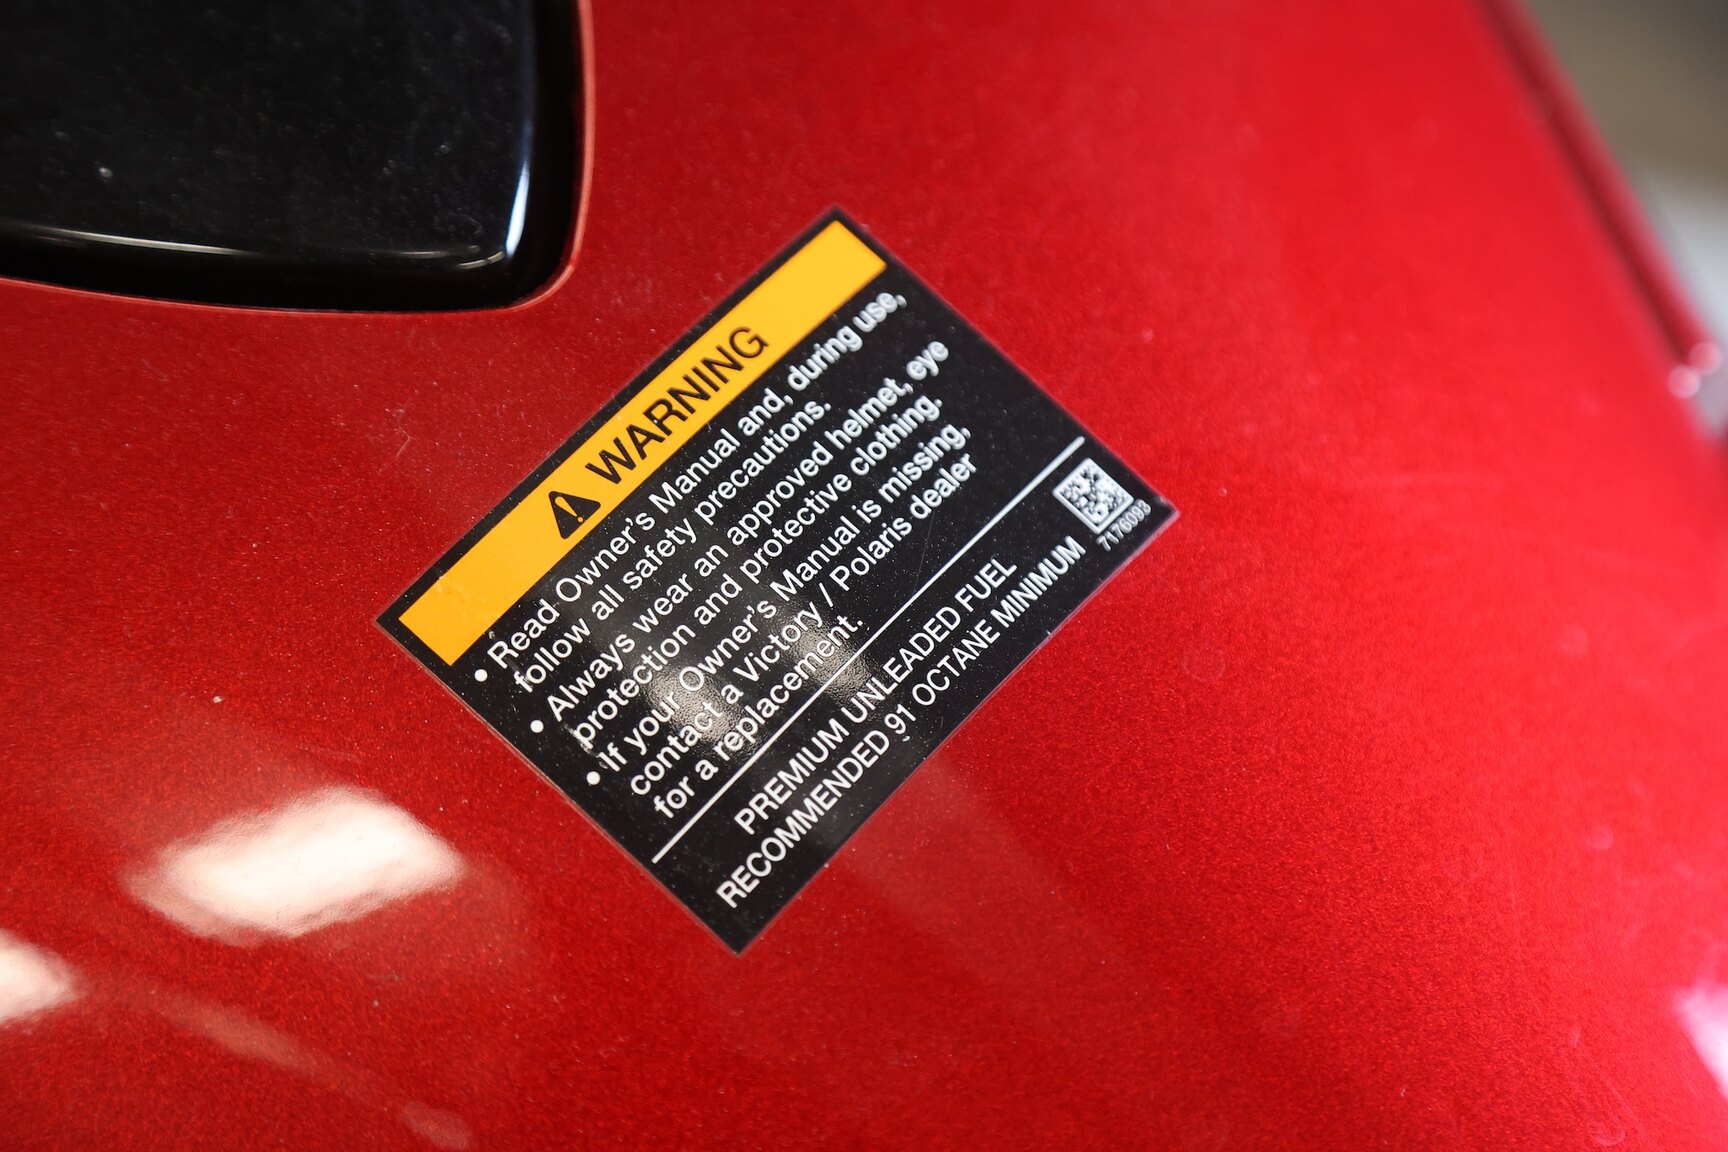 WARNING
• Read Owner's Manual and, during use,
follow all safety precautions.
• Always wear an approved helmet, eye
protection and protective clothing.
• If your Owner's Manual is missing,
contact a Victory / Polaris dealer
for a replacement.
PREMIUM UNLEADED FUEL
RECOMMENDED 91 OCTANE MINIMUM
7176093